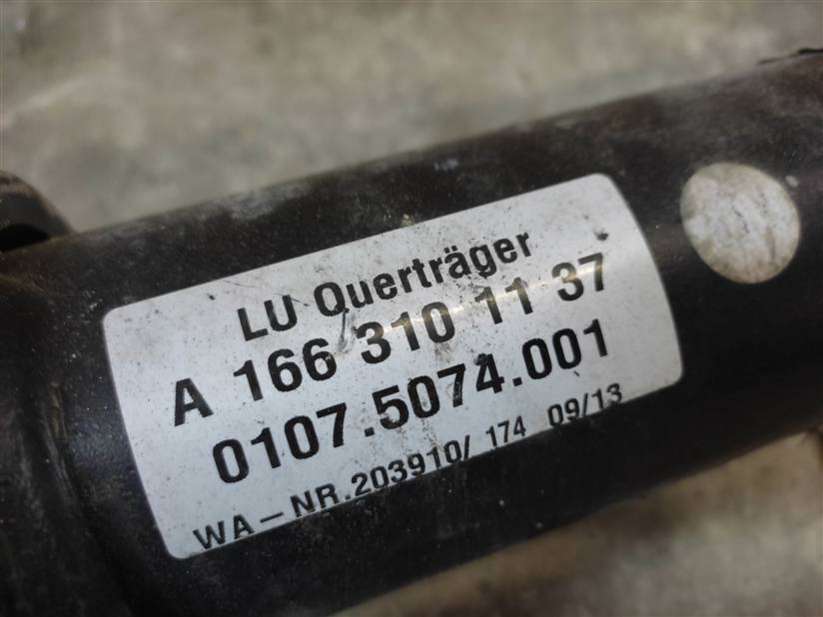 LU Querträger
A 166 310 11 37
0107.5074.001
WA-NR.203910/ 174 09/13